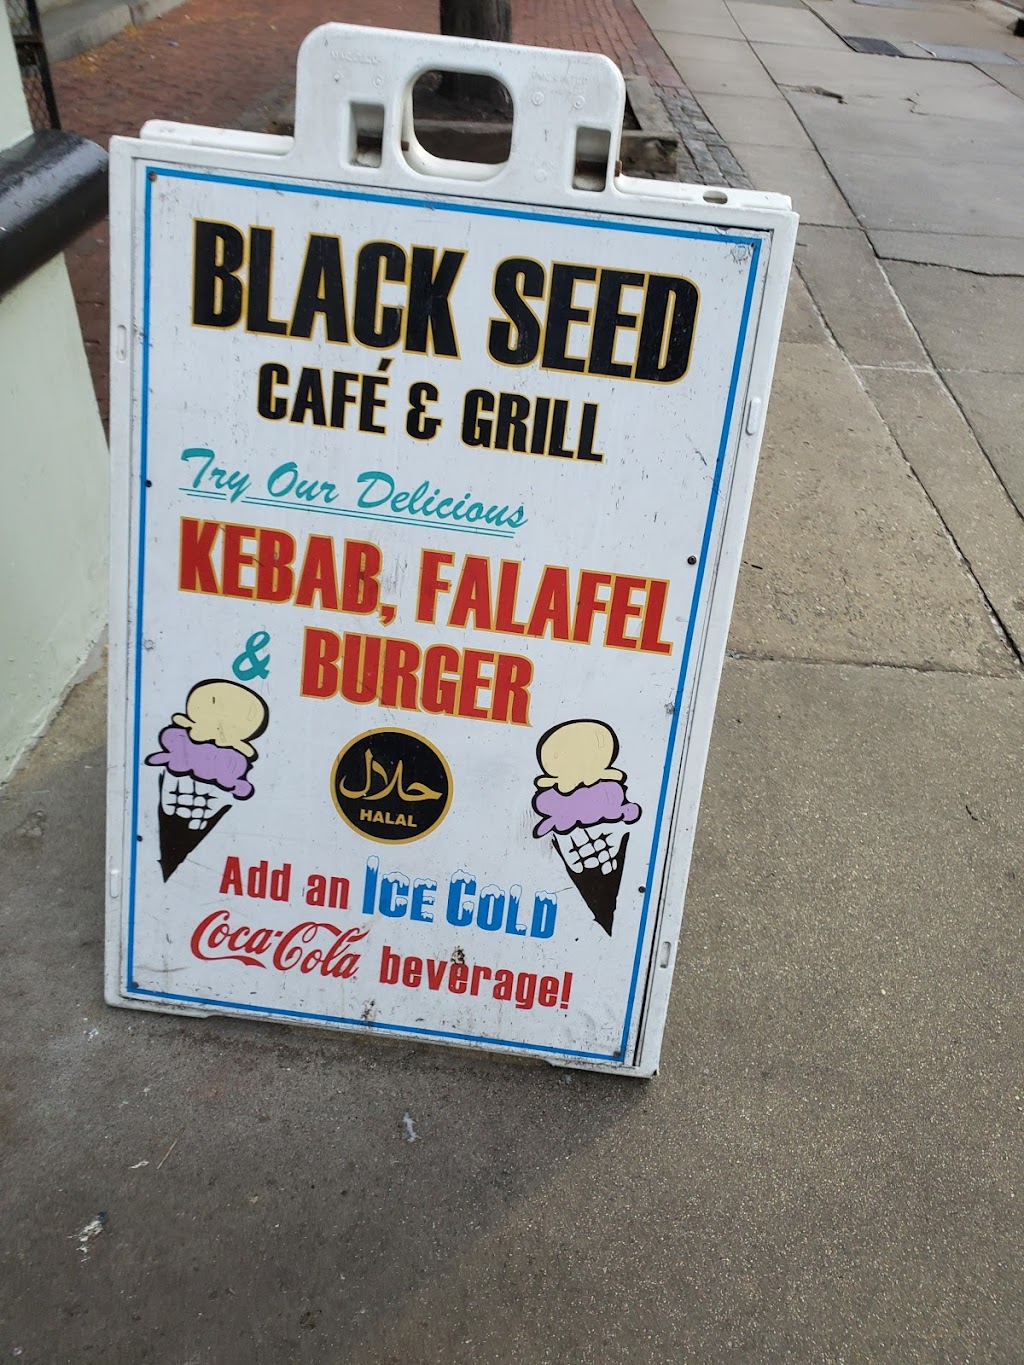 BLACK SEED
CAFÉ & GRILL
Try Our Delicious
KEBAB, FALAFEL
& BURGER
حلال
HALAL
Add an ICE COLD
Coca-Cola beverage!